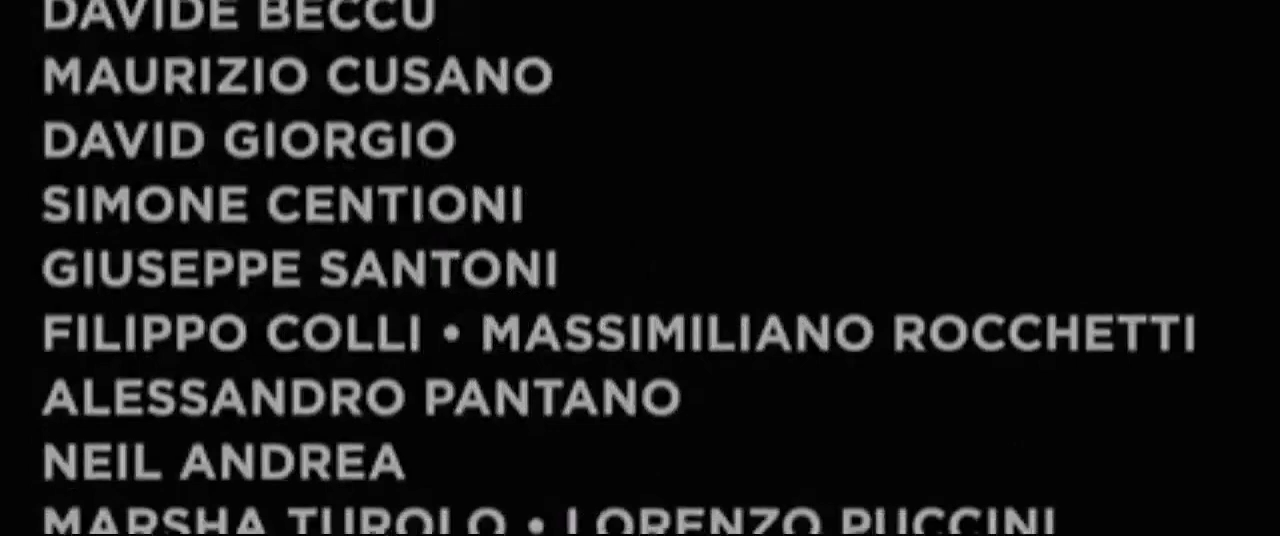 DAVIDE BECCU
MAURIZIO CUSANO
DAVID GIORGIO
SIMONE CENTIONI
GIUSEPPE SANTONI
FILIPPO COLLI • MASSIMILIANO ROCCHETTI
ALESSANDRO PANTANO
NEIL ANDREA
MARSHA TUROLO • LORENZO PUCCINI